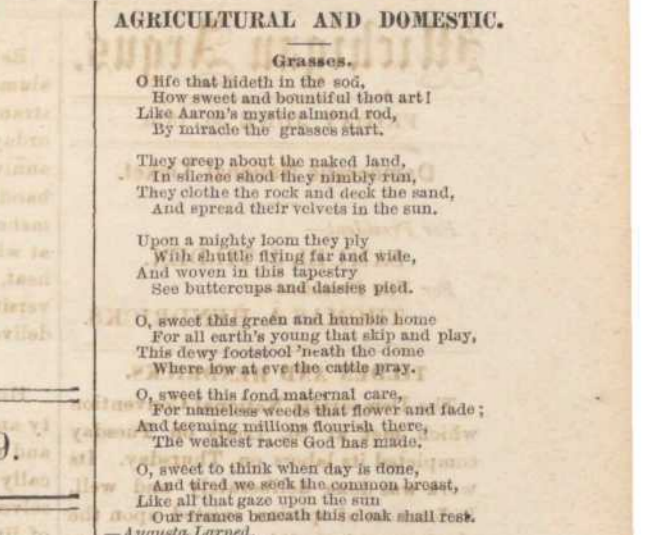 AGRICULTURAL AND DOMESTIC.
Grasses.
O life that hideth in the sod,
How sweet and bountiful thou art!
Like Aaron's mystic almond rod,
By miracle the grasses start.
They creep about the naked land,
In silence shod they nimbly run,
They clothe the rock and deck the sand,
And spread their velvets in the sun.
Upon a mighty loom they ply
With shuttle flying far and wide,
And woven in this tapestry
See buttercups and daisies pied.
O, sweet this green and humble home
For all earth's young that skip and play,
This dewy footstool 'neath the dome
Where low at eve the cattle pray.
O, sweet this fond maternal care,
For nameless weeds that flower and fade;
And teeming millions flourish there,
The weakest races God has made.
O, sweet to think when day is done,
And tired we seek the common breast,
Like all that gaze upon the sun
Our frames beneath this cloak shall rest.
—Augusta Larned.
9.